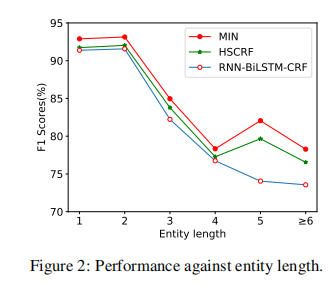 95
90
85
80
75
70
F1 Scores(%)
MIN
HSCRF
RNN-BiLSTM-CRF
1 2 3 4 5 ≥6
Entity length
Figure 2: Performance against entity length.